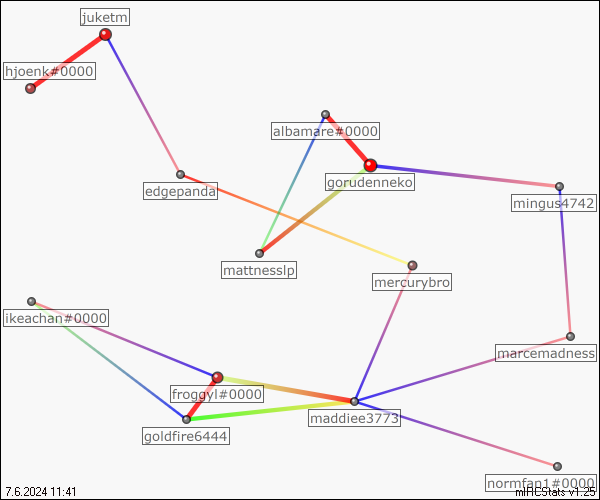 juketm
hjoenk#0000
albamare#0000
gorudenneko
edgepanda
mingus4742
mattnesslp
mercurybro
ikeachan#0000
marcemadness
froggyl#0000
maddiee3773
goldfire6444
normfan1#0000
7.6.2024 11:41
mIRCStats v1.25